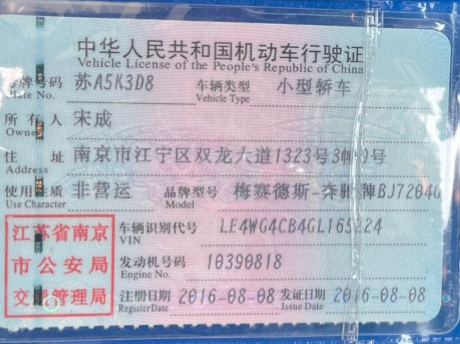 中华人民共和国机动车行驶证
Vehicle License of the People's Republic of China
号牌号码 苏A5K3D8 车辆类型 小型轿车
Plate No. Vehicle Type
所有人 宋成
Owner
住址 南京市江宁区双龙大道1323号3幢 号
Address
使用性质 非营运 品牌型号 梅赛德斯-奔驰牌BJ7204G
Use Character Model
江苏省南京 车辆识别代号 LE4WG4CB4GL165224
VIN
市公安局 发动机号码 10390818
Engine No.
交通管理局 注册日期 2016-08-08 发证日期 2016-08-08
Register Date Issue Date